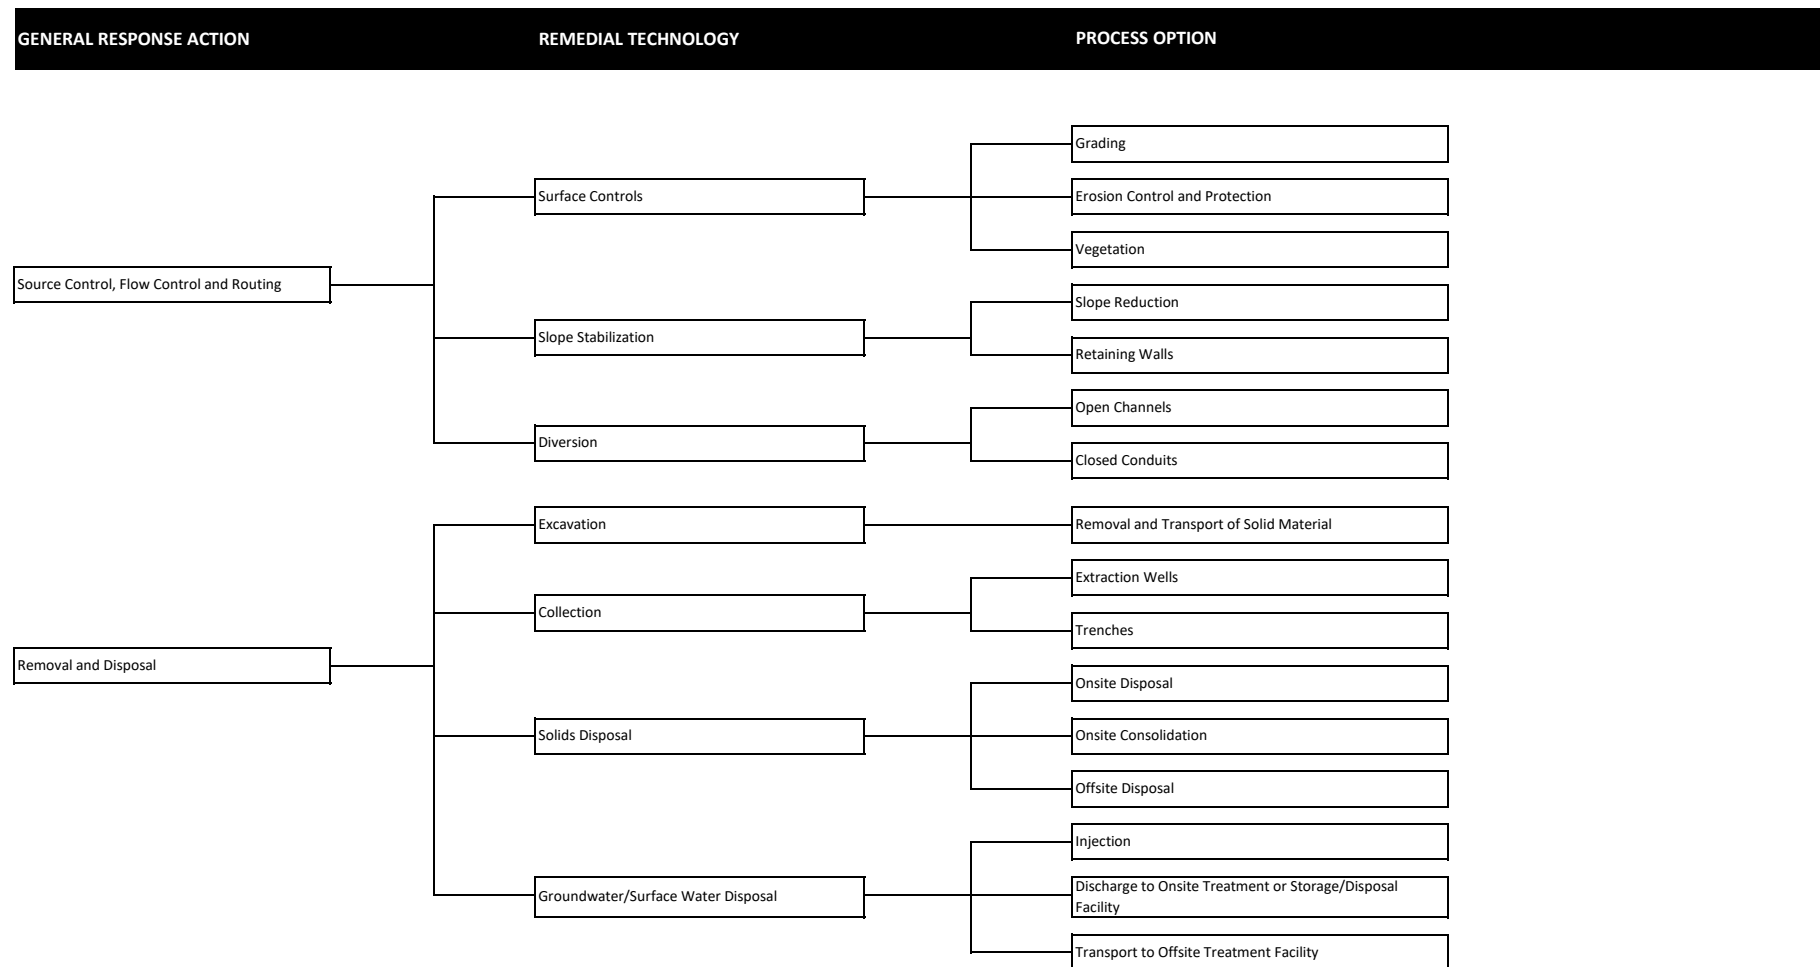 GENERAL RESPONSE ACTION
REMEDIAL TECHNOLOGY
PROCESS OPTION
Source Control, Flow Control and Routing
Surface Controls
Grading
Erosion Control and Protection
Vegetation
Slope Stabilization
Slope Reduction
Retaining Walls
Diversion
Open Channels
Closed Conduits
Removal and Disposal
Excavation
Removal and Transport of Solid Material
Collection
Extraction Wells
Trenches
Solids Disposal
Onsite Disposal
Onsite Consolidation
Offsite Disposal
Groundwater/Surface Water Disposal
Injection
Discharge to Onsite Treatment or Storage/Disposal
Facility
Transport to Offsite Treatment Facility